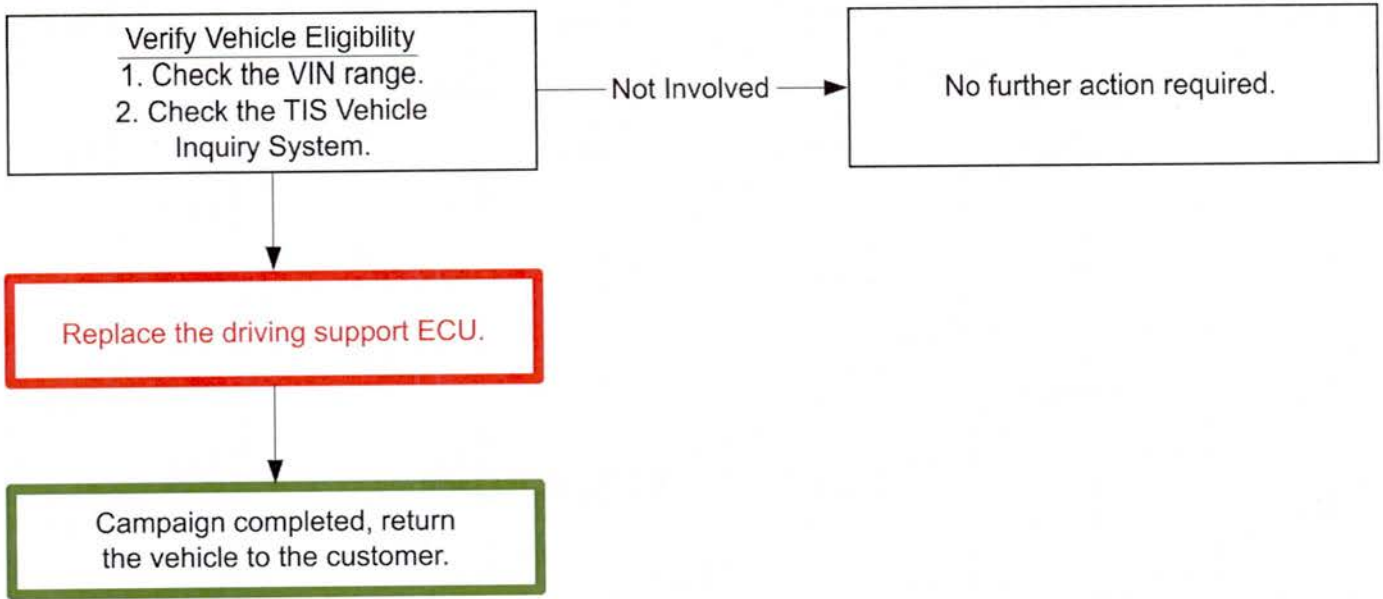 Verify Vehicle Eligibility
1. Check the VIN range.
2. Check the TIS Vehicle
Inquiry System.
Not Involved
No further action required.
Replace the driving support ECU.
Campaign completed, return
the vehicle to the customer.